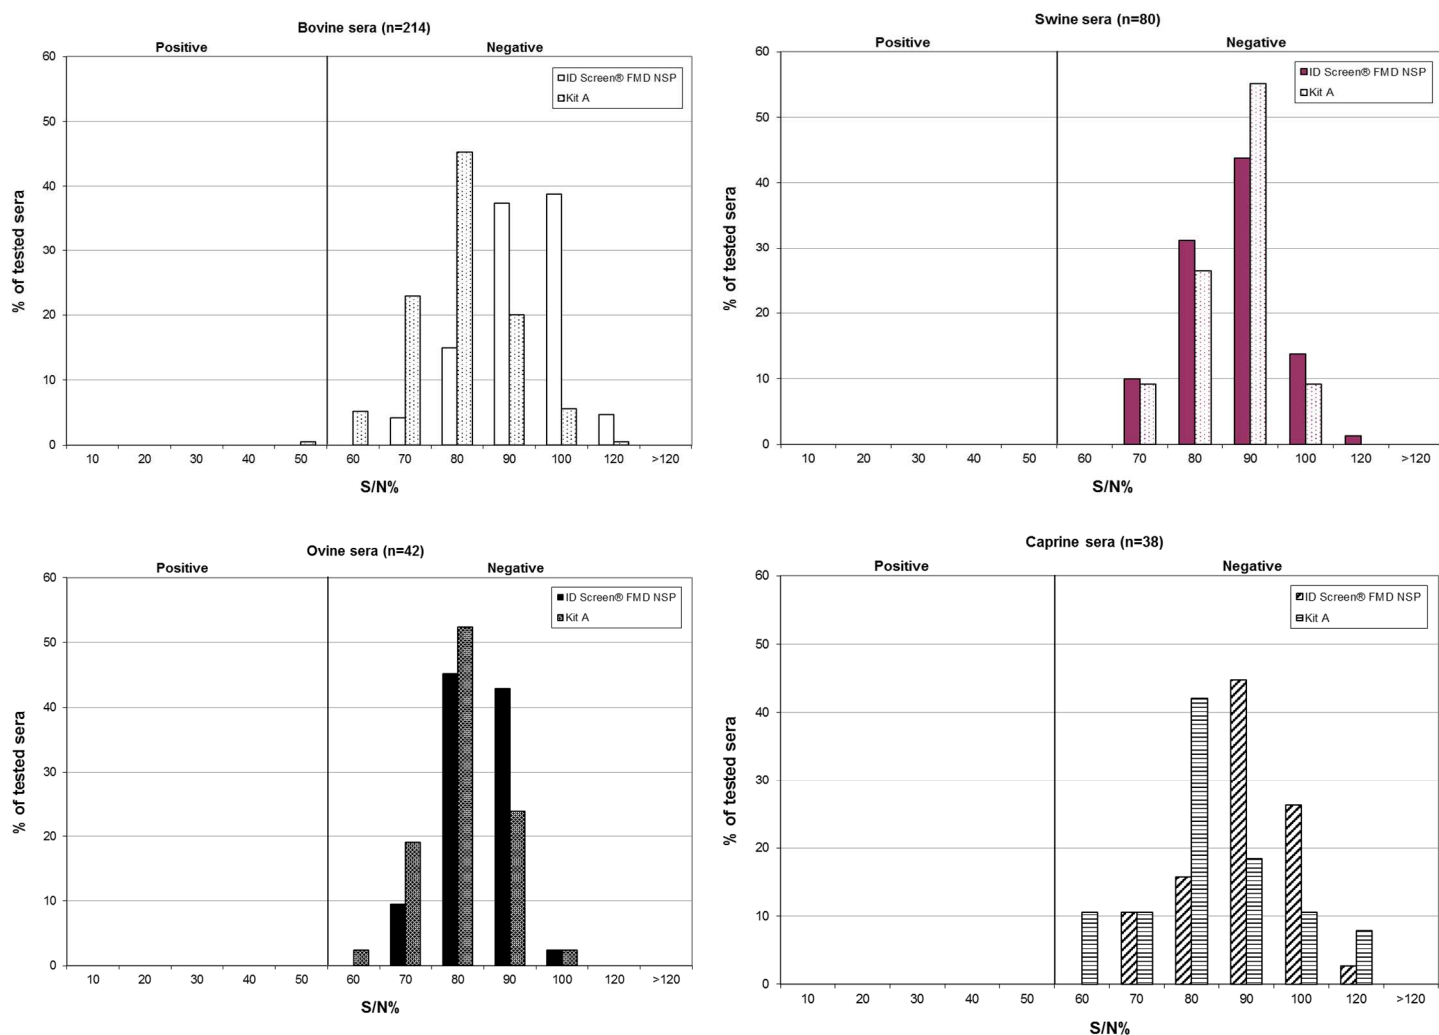 Bovine sera (n=214)
Positive Negative
ID Screen® FMD NSP
Kit A
60
50
40
30
20
10
0
% of tested sera
10 20 30 40 50 60 70 80 90 100 120 >120
S/N%
Swine sera (n=80)
Positive Negative
ID Screen® FMD NSP
Kit A
60
50
40
30
20
10
0
% of tested sera
10 20 30 40 50 60 70 80 90 100 120 >120
S/N%
Ovine sera (n=42)
Positive Negative
ID Screen® FMD NSP
Kit A
60
50
40
30
20
10
0
% of tested sera
10 20 30 40 50 60 70 80 90 100 120 >120
S/N%
Caprine sera (n=38)
Positive Negative
ID Screen® FMD NSP
Kit A
60
50
40
30
20
10
0
% of tested sera
10 20 30 40 50 60 70 80 90 100 120 >120
S/N%